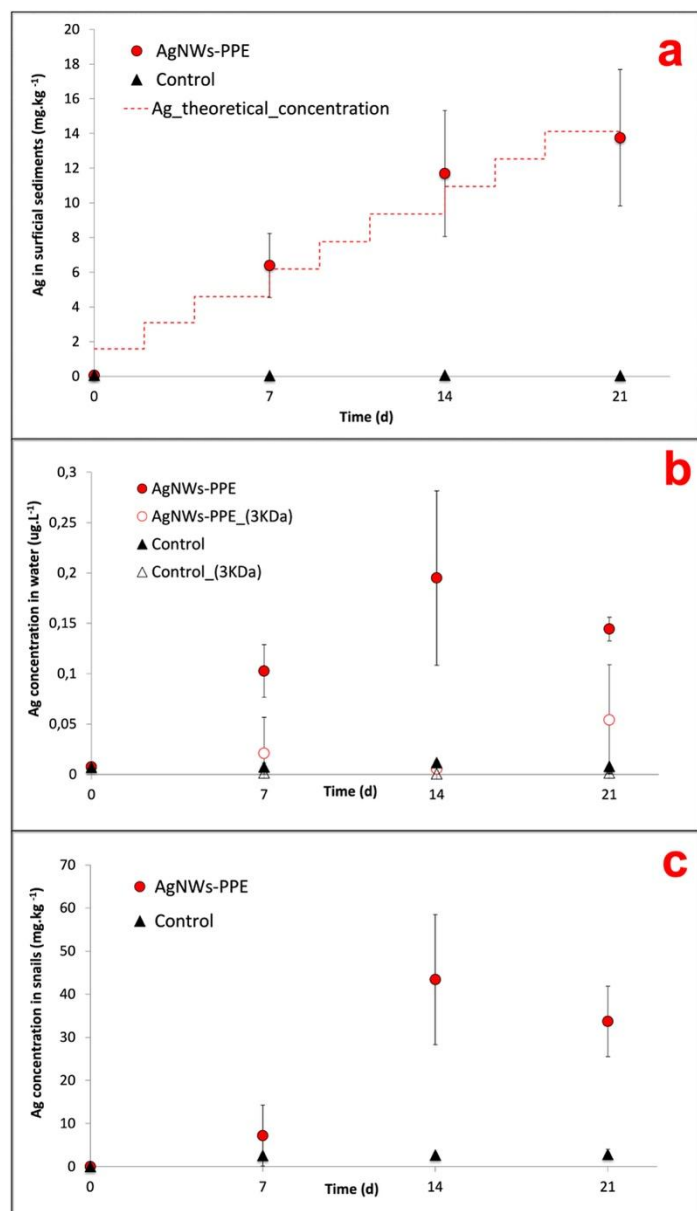 a
20
18
16
14
12
10
8
6
4
2
0
Ag in surficial sediments (mg.kg -1)
AgNWs-PPE
Control
Ag_theoretical_concentration
0 7 14 21
Time (d)
b
0,3
0,25
0,2
0,15
0,1
0,05
0
Ag concentration in water (ug.L-1)
AgNWs-PPE
AgNWs-PPE_(3KDa)
Control
Control_(3KDa)
0 7 14 21
Time (d)
c
70
60
50
40
30
20
10
0
Ag concentration in snails (mg.kg -1)
AgNWs-PPE
Control
0 7 14 21
Time (d)